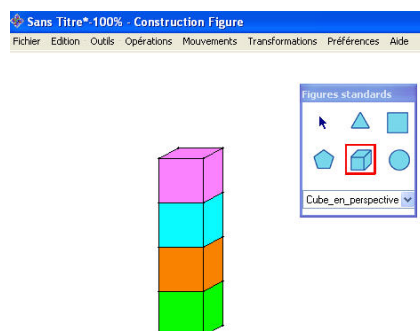 Sans Titre*-100% - Construction Figure
Fichier Edition Outils Opérations Mouvements Transformations Préférences Aide
Figures standards
Cube_en_perspective